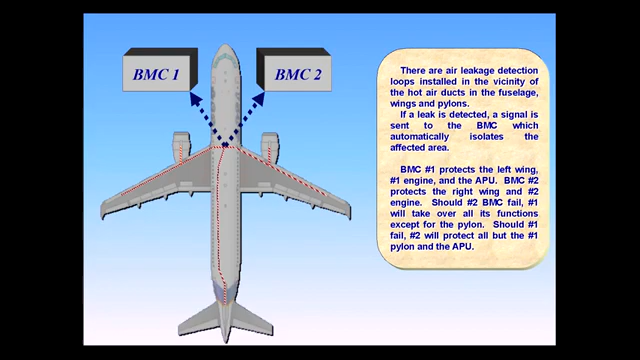 BMC 1
BMC 2
There are air leakage detection
loops installed in the vicinity of
the hot air ducts in the fuselage,
wings and pylons.
If a leak is detected, a signal is
sent to the BMC which
automatically isolates the
affected area.
BMC #1 protects the left wing,
#1 engine, and the APU. BMC #2
protects the right wing and #2
engine. Should #2 BMC fail, #1
will take over all its functions
except for the pylon. Should #1
fail, #2 will protect all but the #1
pylon and the APU.